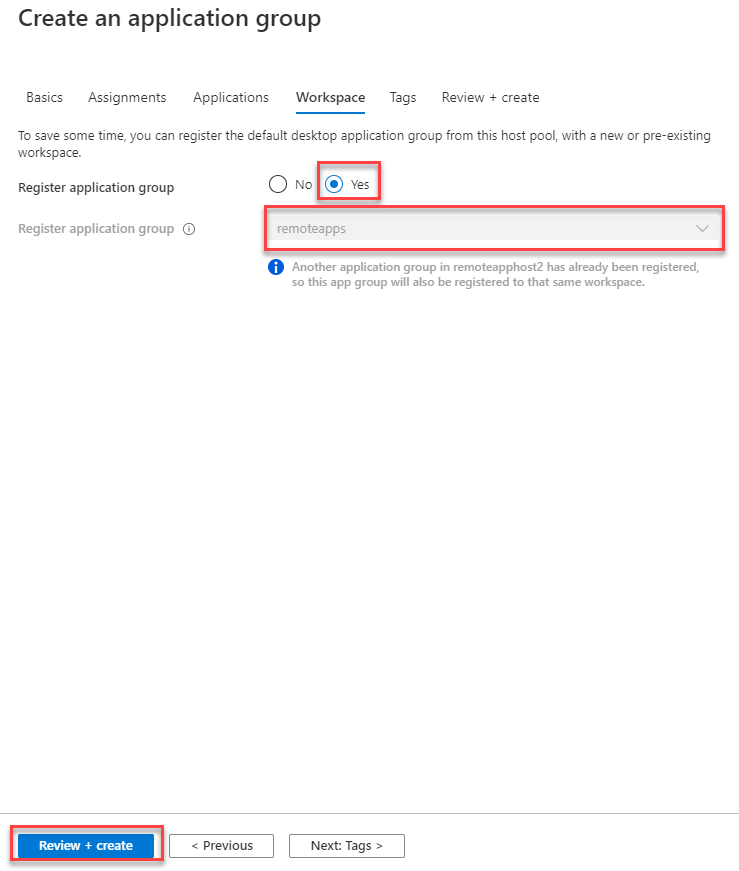 Create an application group
Basics Assignments Applications Workspace Tags Review + create
To save some time, you can register the default desktop application group from this host pool, with a new or pre-existing
workspace.
Register application group No Yes
Register application group remoteapps
Another application group in remoteapphost2 has already been registered,
so this app group will also be registered to that same workspace.
Review + create < Previous Next: Tags >